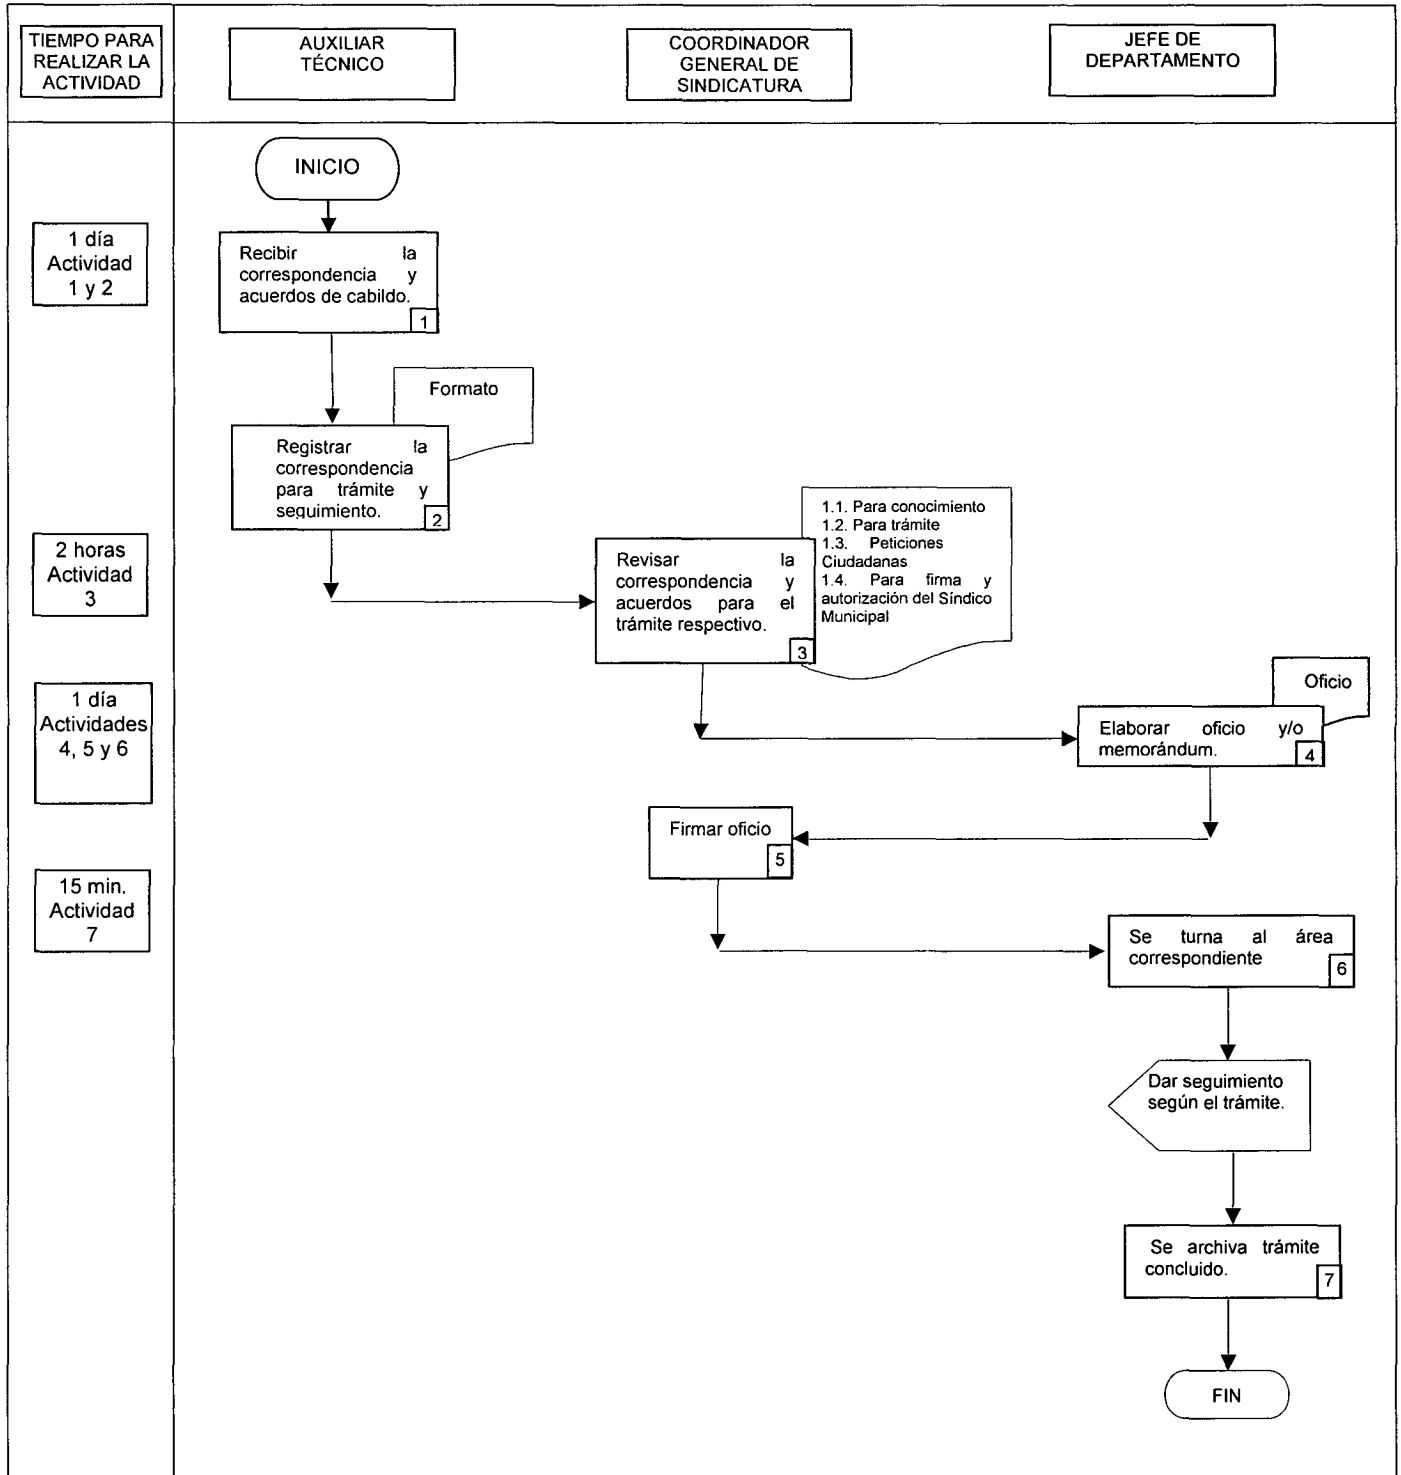 TIEMPO PARA
REALIZAR LA
ACTIVIDAD
AUXILIAR
TÉCNICO
COORDINADOR
GENERAL DE
SINDICATURA
JEFE DE
DEPARTAMENTO
INICIO
1 día
Actividad
1 y 2
Recibir la
correspondencia y
acuerdos de cabildo.
1
Formato
Registrar la
correspondencia
para trámite y
seguimiento.
2
2 horas
Actividad
3
Revisar la
correspondencia y
acuerdos para el
trámite respectivo.
3
1.1. Para conocimiento
1.2. Para trámite
1.3. Peticiones
Ciudadanas
1.4. Para firma y
autorización del Síndico
Municipal
1 día
Actividades
4, 5 y 6
Oficio
Elaborar oficio y/o
memorándum.
4
Firmar oficio
5
15 min.
Actividad
7
Se turna al área
correspondiente
6
Dar seguimiento
según el trámite.
Se archiva trámite
concluido.
7
FIN